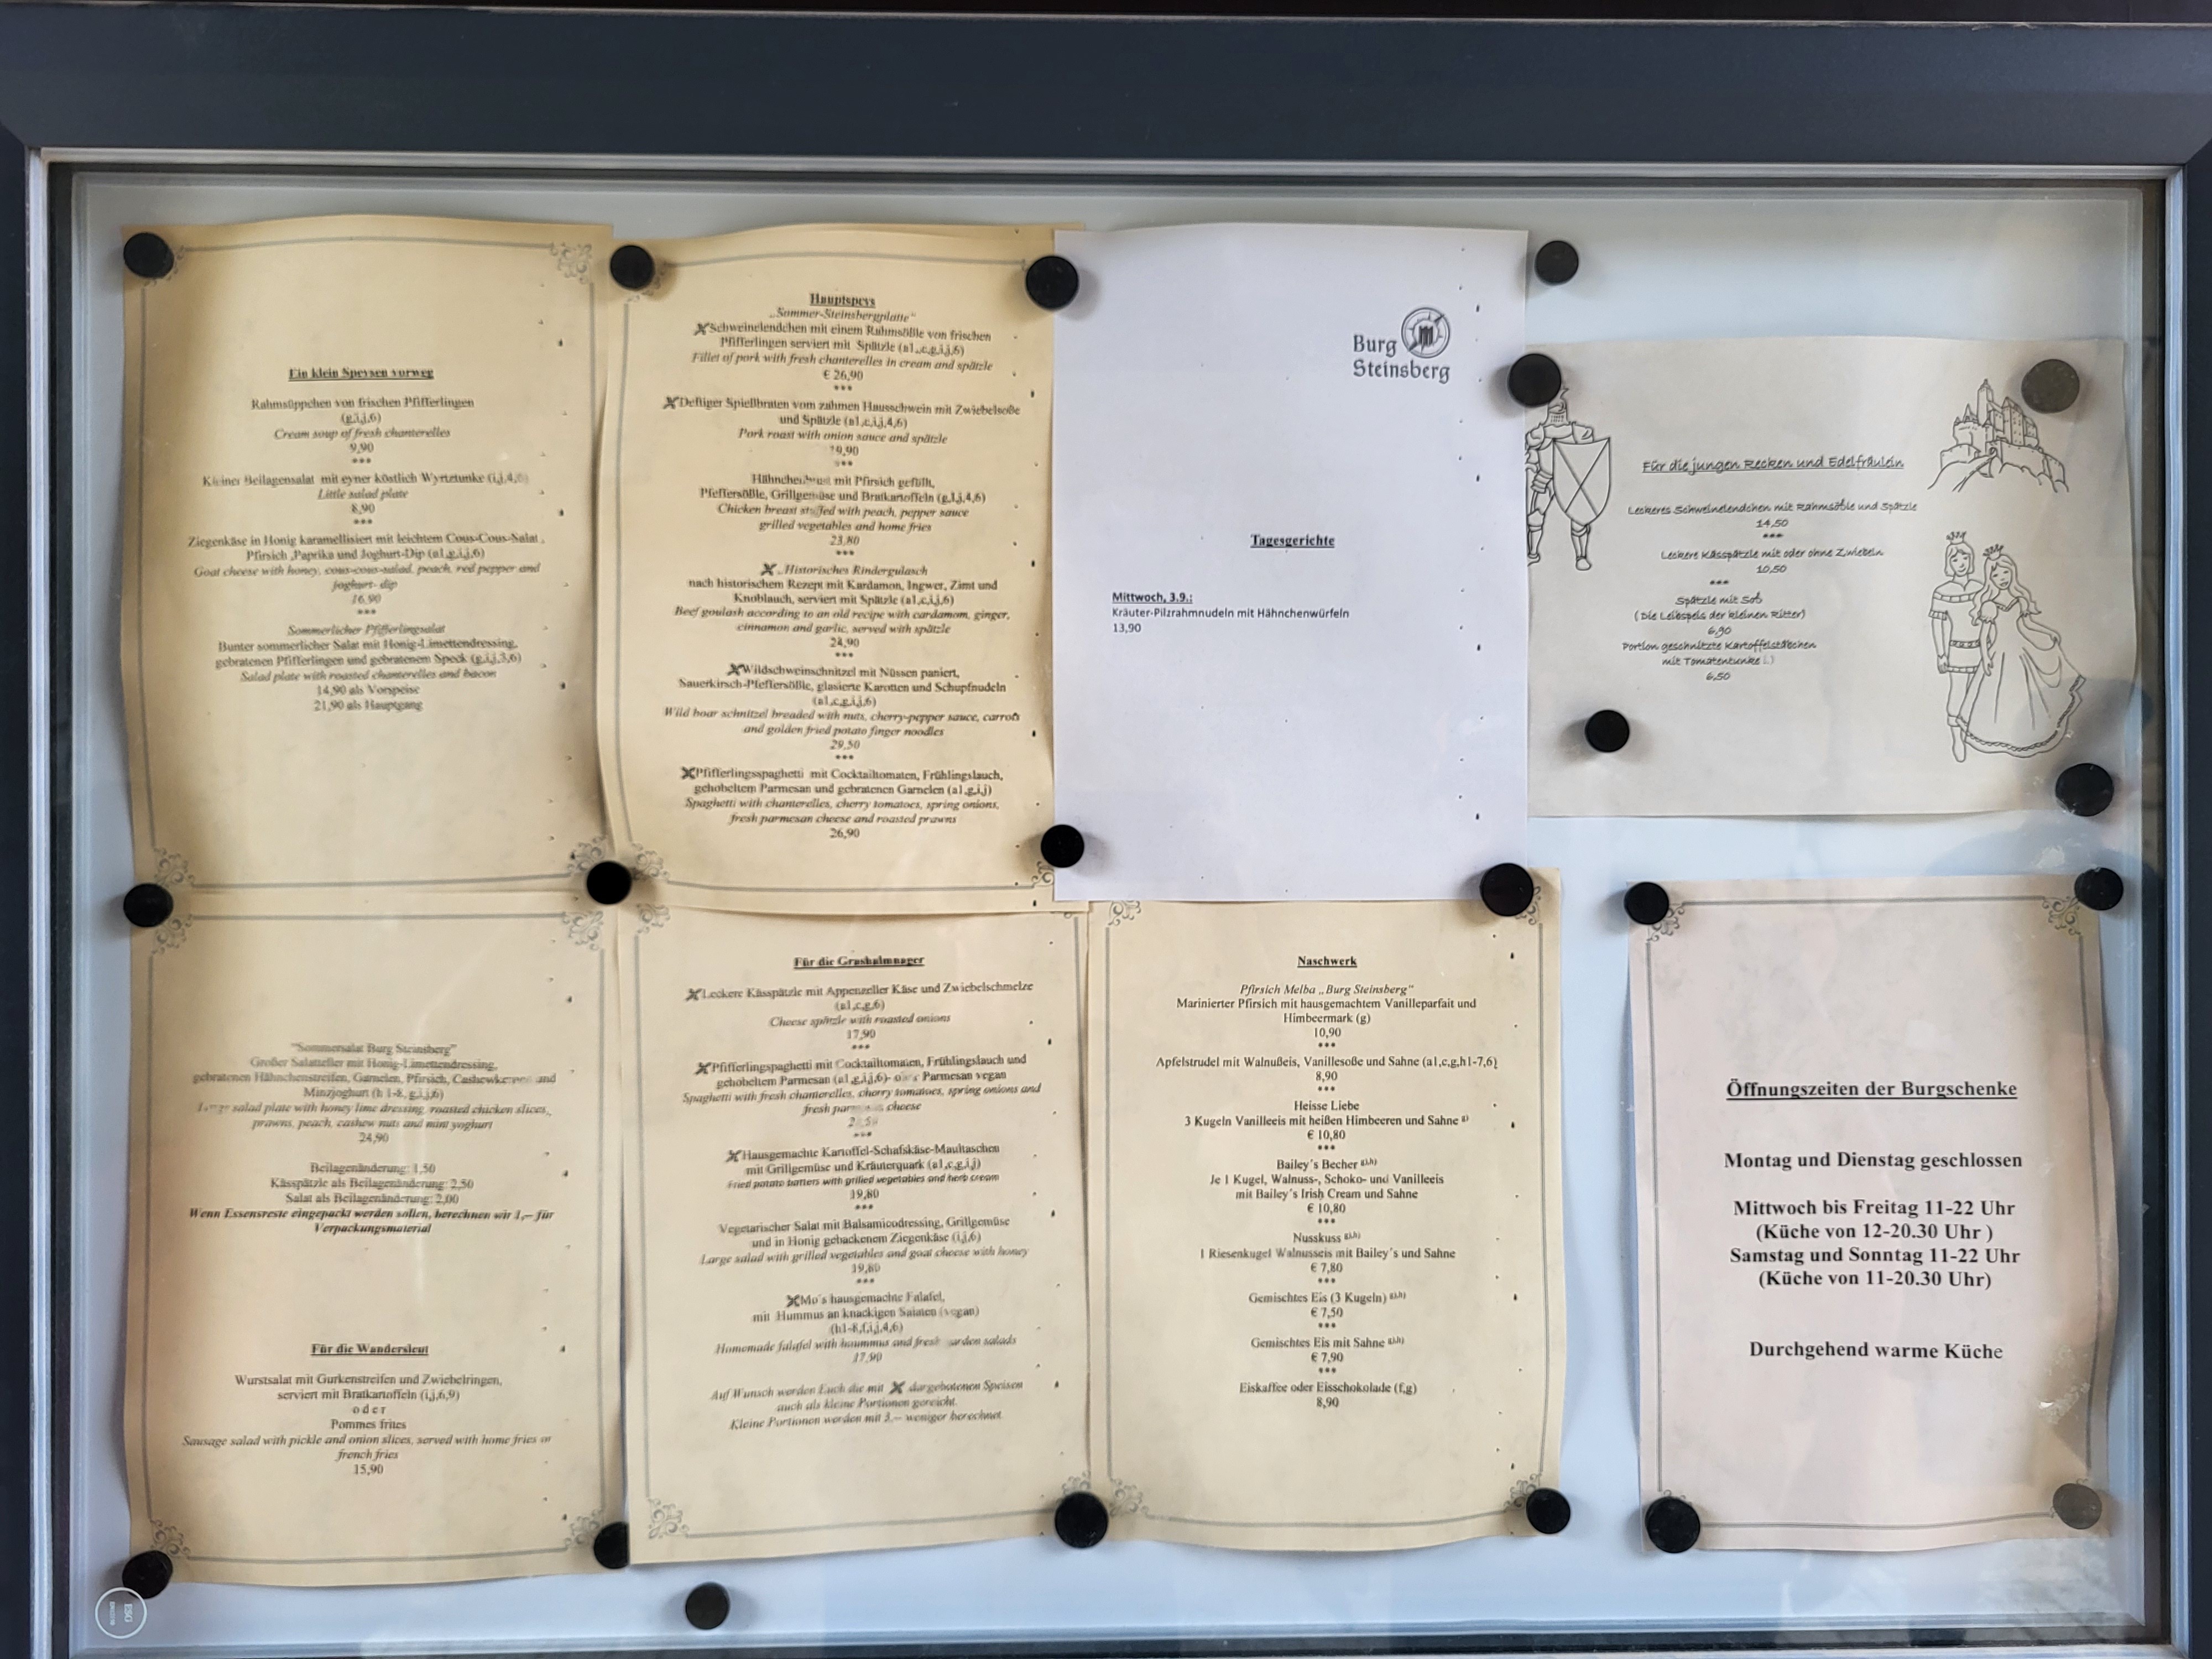 Ein klein Speysen vorweg
Rahmsüppchen von frischen Pfifferlingen
(g,i,j,6)
Cream soup of fresh chanterelles
9,90
***
Kleiner Beilagensalat mit eyner köstlich Wyrtztunke (i,j,4,
Little salad plate
8,90
***
Ziegenkäse in Honig karamellisiert mit leichtem Cous-Cous-Salat ,
Pfirsich ,Paprika und Joghurt-Dip (a1,g,i,j,6)
Goat cheese with honey, cous-cous-salad, peach, red pepper and
joghurt- dip
16,90
***
Sommerlicher Pfifferlingsalat
Bunter sommerlicher Salat mit Honig-Limettendressing,
gebratenen Pfifferlingen und gebratenem Speck (g,i,j,3,6)
Salad plate with roasted chanterelles and bacon
14,90 als Vorspeise
21,90 als Hauptgang
Hauptspeys
„Sommer-Steinsbergplatte"
Schweinelendchen mit einem Rahmsößle von frischen
Pfifferlingen serviert mit Spätzle (a1,,c,g,i,j,6)
Fillet of pork with fresh chanterelles in cream and spätzle
€ 26,90
***
Deftiger Spießbraten vom zahmen Hausschwein mit Zwiebelsoße
und Spätzle (a1,c,i,j,4,6)
Pork roast with onion sauce and spätzle
19,90
***
Hähnchenbrust mit Pfirsich gefüllt,
Pfeffersößle, Grillgemüse und Bratkartoffeln (g,i,j,4,6)
Chicken breast stuffed with peach, pepper sauce
grilled vegetables and home fries
23,80
***
„Historisches Rindergulasch
nach historischem Rezept mit Kardamon, Ingwer, Zimt und
Knoblauch, serviert mit Spätzle (a1,c,i,j,6)
Beef goulash according to an old recipe with cardamom, ginger,
cinnamon and garlic, served with spätzle
24,90
***
Wildschweinschnitzel mit Nüssen paniert,
Sauerkirsch-Pfeffersößle, glasierte Karotten und Schupfnudeln
(a1,c,g,i,j,6)
Wild boar schnitzel breaded with nuts, cherry-pepper sauce, carrots
and golden fried potato finger noodles
29,50
***
Pfifferlingsspaghetti mit Cocktailtomaten, Frühlingslauch,
gehobeltem Parmesan und gebratenen Garnelen (a1,g,i,j)
Spaghetti with chanterelles, cherry tomatoes, spring onions,
fresh parmesan cheese and roasted prawns
26,90
Burg
Steinsberg
Tagesgerichte
Mittwoch, 3.9.:
Kräuter-Pilzrahmnudeln mit Hähnchenwürfeln
13,90
Für die jungen Recken und Edelfräulein
Leckeres Schweinelendchen mit Rahmsößle und Spätzle
14,50
***
Leckere Kässpätzle mit oder ohne Zwiebeln
10,50
***
Spätzle mit Soß
( Die Leibspeis der kleinen Ritter)
6,90
Portion geschnitzte Kartoffelstäbchen
mit Tomatentunke
6,50
"Sommersalat Burg Steinsberg"
Großer Salatteller mit Honig-Limettendressing,
gebratenen Hähnchenstreifen, Garnelen, Pfirsich, Cashewkernen und
Minzjoghurt (h 1-8, g,i,j,6)
Large salad plate with honey lime dressing, roasted chicken slices,
prawns, peach, cashew nuts and mint yoghurt
24,90
Beilagenänderung: 1,50
Kässpätzle als Beilagenänderung: 2,50
Salat als Beilagenänderung: 2,00
Wenn Essensreste eingepackt werden sollen, berechnen wir 1,-- für
Verpackungsmaterial
Für die Wandersleut
Wurstsalat mit Gurkenstreifen und Zwiebelringen,
serviert mit Bratkartoffeln (i,j,6,9)
o d e r
Pommes frites
Sausage salad with pickle and onion slices, served with home fries or
french fries
15,90
Für die Grashalmnager
Leckere Kässpätzle mit Appenzeller Käse und Zwiebelschmelze
(a1,c,g,6)
Cheese spätzle with roasted onions
17,90
***
Pfifferlingspaghetti mit Cocktailtomaten, Frühlingslauch und
gehobeltem Parmesan (a1,g,i,j,6)- Parmesan vegan
Spaghetti with fresh chanterelles, cherry tomatoes, spring onions and
fresh cheese
***
Hausgemachte Kartoffel-Schafskäse-Maultaschen
mit Grillgemüse und Kräuterquark (a1,c,g,i,j)
Fried potato batters with grilled vegetables and herb cream
19,80
***
Vegetarischer Salat mit Balsamicodressing, Grillgemüse
und in Honig gebackenem Ziegenkäse (i,j,6)
Large salad with grilled vegetables and goat cheese with honey
19,80
***
Mo's hausgemachte Falafel,
mit Hummus an knackigen Salaten (vegan)
(h1-8,f,i,j,4,6)
Homemade falafel with hummus and fresh garden salads
17,90
Auf Wunsch werden Euch die mit dargebotenen Speisen
auch als kleine Portionen gereicht.
Kleine Portionen werden mit 3,-- weniger berechnet.
Naschwerk
Pfirsich Melba „Burg Steinsberg"
Marinierter Pfirsich mit hausgemachtem Vanilleparfait und
Himbeermark (g)
10,90
***
Apfelstrudel mit Walnußeis, Vanillesoße und Sahne (a1,c,g,h1-7,6)
8,90
***
Heisse Liebe
3 Kugeln Vanilleeis mit heißen Himbeeren und Sahne g)
€ 10,80
***
Bailey's Becher g),h)
Je 1 Kugel, Walnuss-, Schoko- und Vanilleeis
mit Bailey's Irish Cream und Sahne
€ 10,80
***
Nusskuss g),h)
1 Riesenkugel Walnusseis mit Bailey's und Sahne
€ 7,80
***
Gemischtes Eis (3 Kugeln) g),h)
€ 7,50
***
Gemischtes Eis mit Sahne g),h)
€ 7,90
***
Eiskaffee oder Eisschokolade (f,g)
8,90
Öffnungszeiten der Burgschenke
Montag und Dienstag geschlossen
Mittwoch bis Freitag 11-22 Uhr
(Küche von 12-20.30 Uhr )
Samstag und Sonntag 11-22 Uhr
(Küche von 11-20.30 Uhr)
Durchgehend warme Küche
ESG